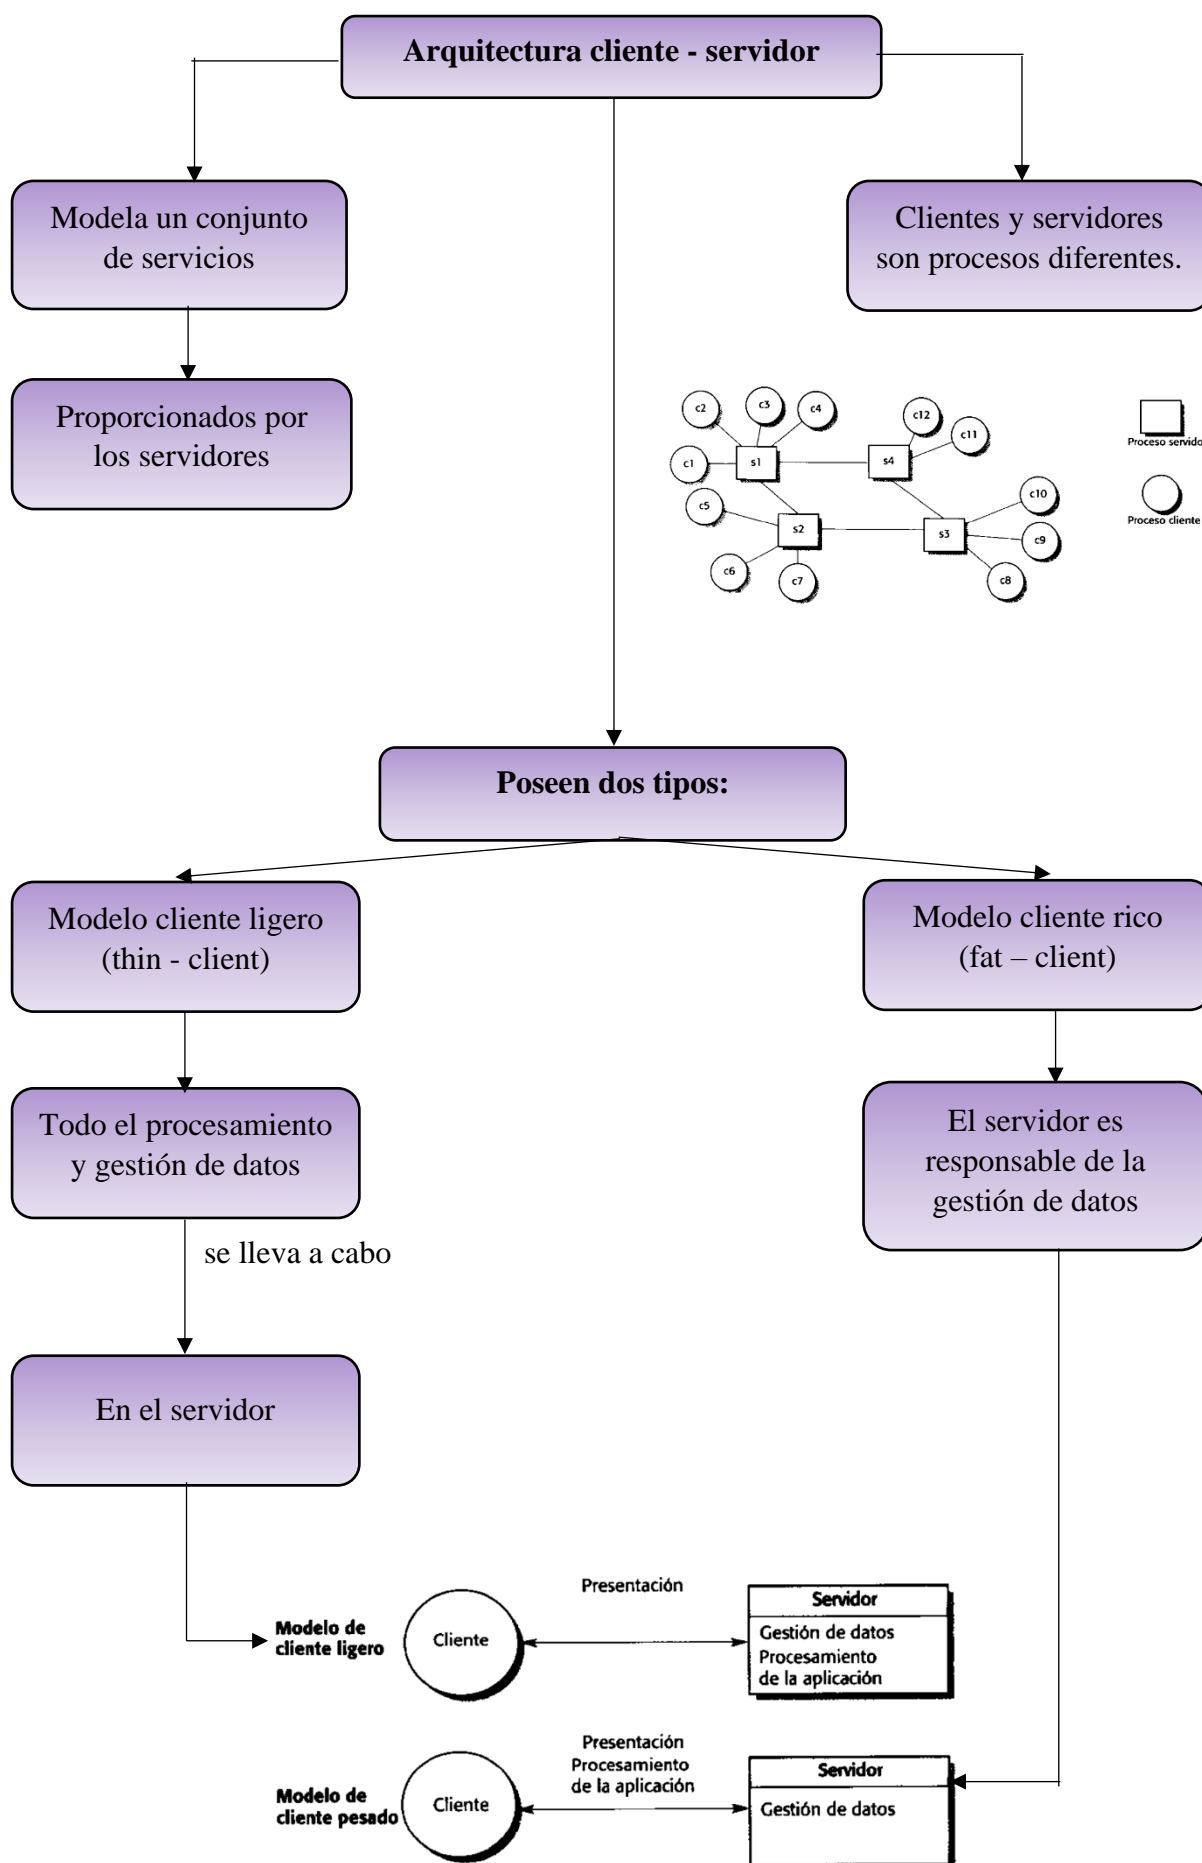 Arquitectura cliente - servidor
Modela un conjunto
de servicios
Clientes y servidores
son procesos diferentes.
Proporcionados por
los servidores
c2
c3
c4
c12
c11
c1
s1
s4
c10
c5
s2
s3
c9
c6
c7
c8
Proceso servido
Proceso cliente
Poseen dos tipos:
Modelo cliente ligero
(thin - client)
Modelo cliente rico
(fat – client)
Todo el procesamiento
y gestión de datos
El servidor es
responsable de la
gestión de datos
se lleva a cabo
En el servidor
Modelo de
cliente ligero
Cliente
Presentación
Servidor
Gestión de datos
Procesamiento
de la aplicación
Modelo de
cliente pesado
Cliente
Presentación
Procesamiento
de la aplicación
Servidor
Gestión de datos